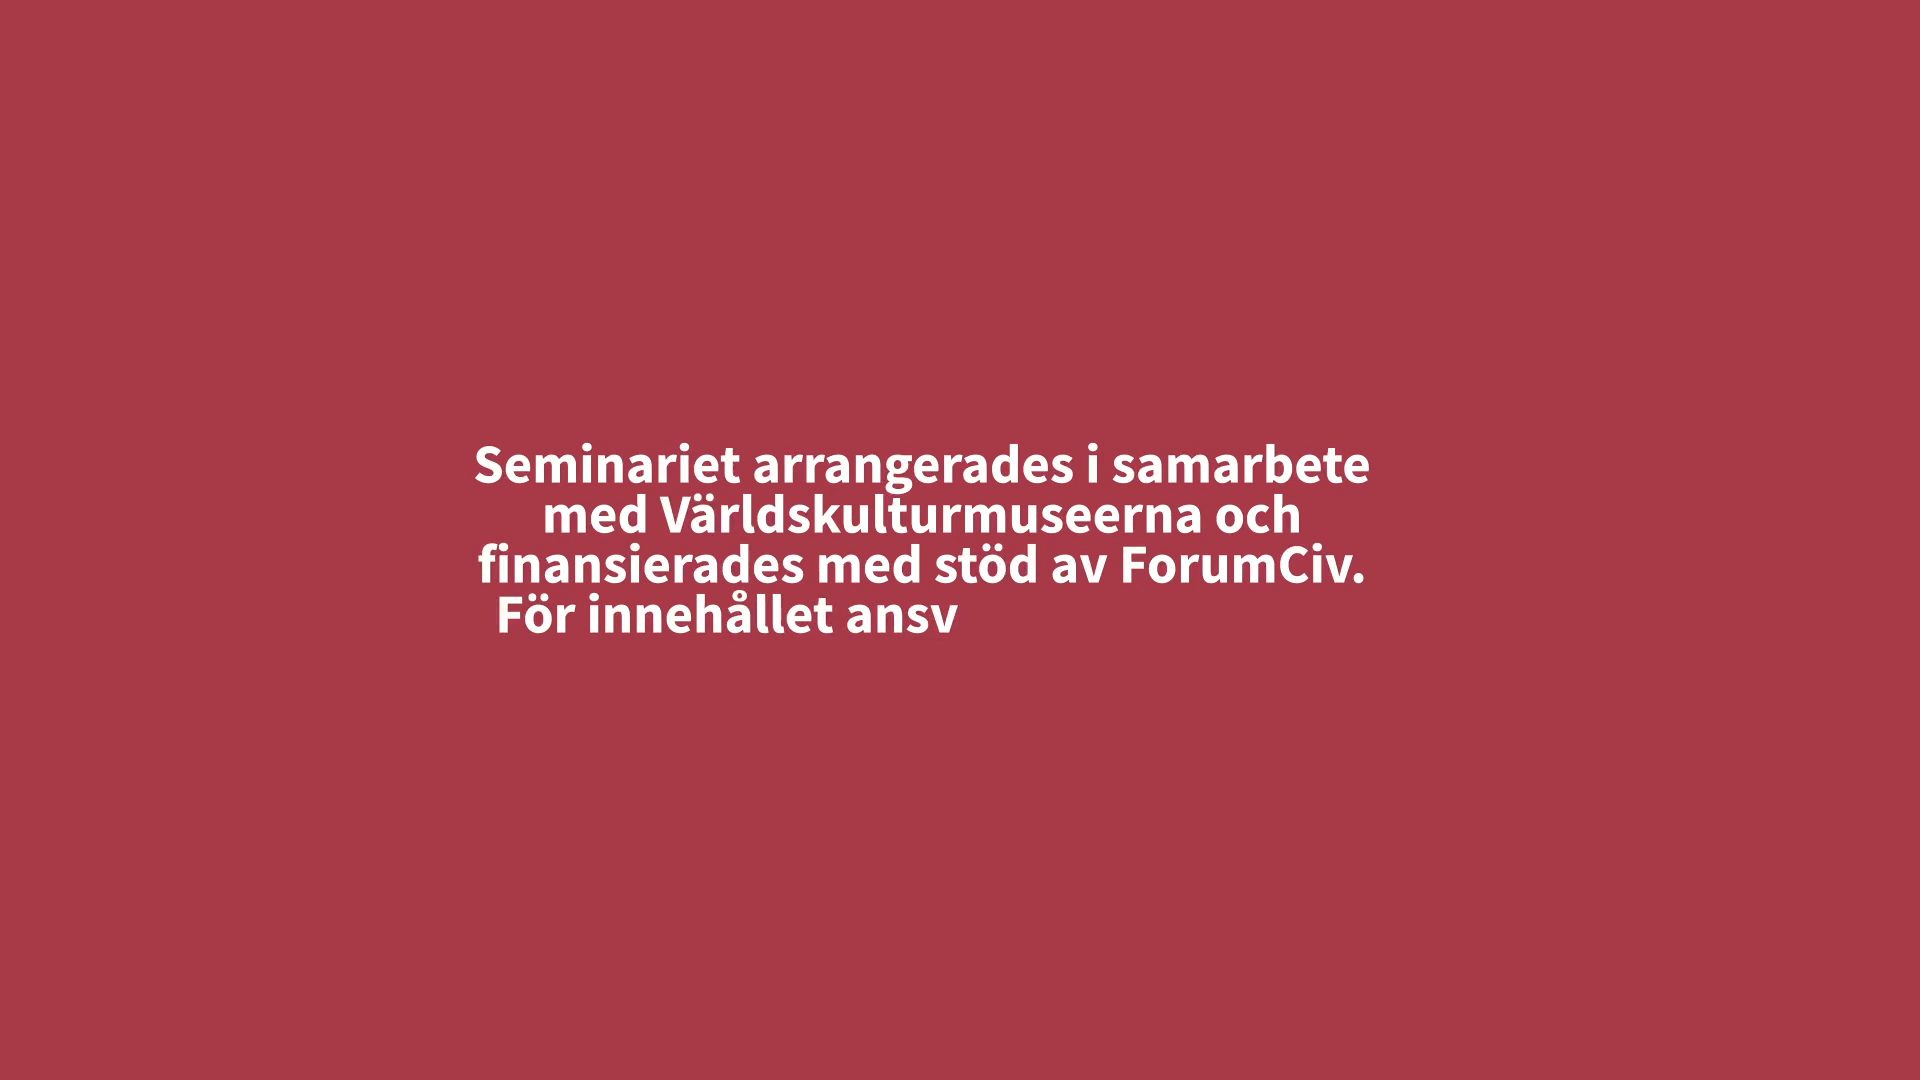 Seminariet arrangerades i samarbete
med Världskulturmuseerna och
finansierades med stöd av ForumCiv.
För innehållet ansv